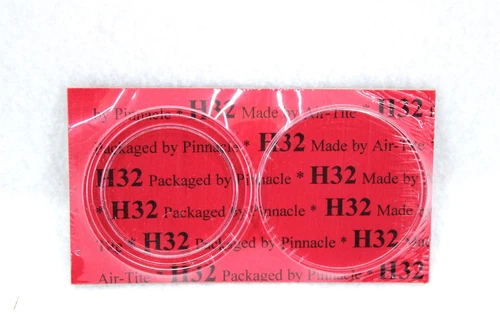 by Pinnacle * H32 Made by Air-Tite * H32
Packaged by Pinnacle * H32 Made by Air-Tite
H32 Packaged by Pinnacle * H32 Made by
* H32 Packaged by Pinnacle * H32 Made
Tite * H32 Packaged by Pinnacle * H32
Air-Tite * H32 Packaged by Pinnacle * H32